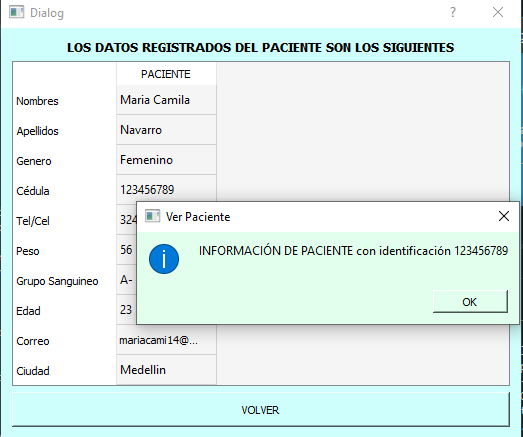 Dialog
LOS DATOS REGISTRADOS DEL PACIENTE SON LOS SIGUIENTES
PACIENTE
Nombres Maria Camila
Apellidos Navarro
Genero Femenino
Cédula 123456789
Tel/Cel 324
Peso 56
Grupo Sanguineo A-
Edad 23
Correo mariacami14@...
Ciudad Medellin
Ver Paciente
INFORMACIÓN DE PACIENTE con identificación 123456789
OK
VOLVER